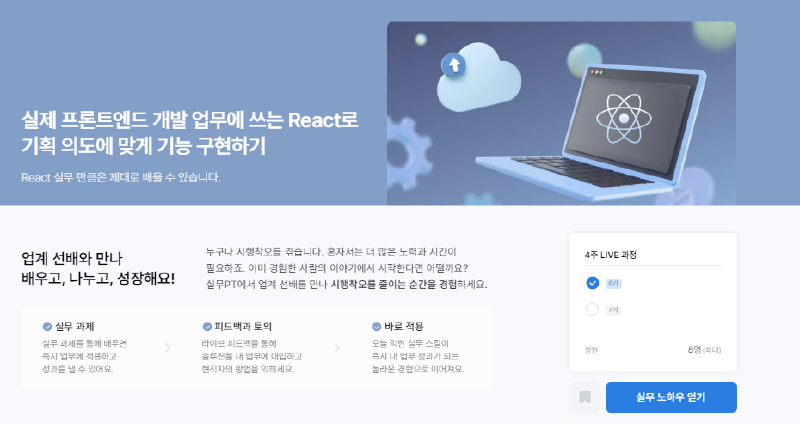 실제 프론트엔드 개발 업무에 쓰는 React로
기획 의도에 맞게 기능 구현하기
React 실무 만큼은 제대로 배울 수 있습니다.
업계 선배와 만나
배우고, 나누고, 성장해요!
누구나 시행착오를 겪습니다. 혼자서는 더 많은 노력과 시간이
필요하죠. 이미 경험한 사람의 이야기에서 시작한다면 어떨까요?
실무PT에서 업계 선배를 만나 시행착오를 줄이는 순간을 경험하세요.
실무 과제
실무 과제를 통해 배우면
즉시 업무에 적용하고
성과를 낼 수 있어요.
피드백과 토의
라이브 피드백을 통해
솔루션을 내 업무에 대입하고
현직자의 방법을 익히세요.
바로 적용
오늘 익힌 실무 스킬이
즉시 내 업무 성과가 되는
놀라운 경험으로 이어져요.
4주 LIVE 과정
6기
7기
정원 8명 (최대)
실무 노하우 얻기